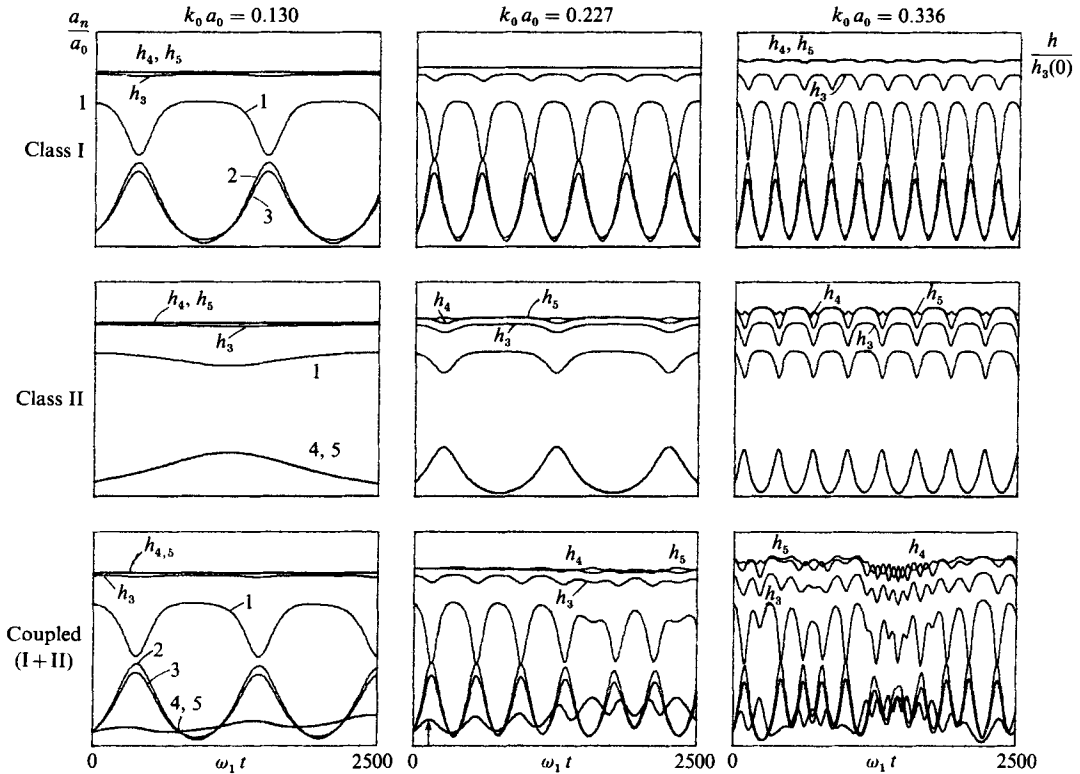 a_n/a_0
k_0 a_0 = 0.130
k_0 a_0 = 0.227
k_0 a_0 = 0.336
h/h_3(0)
h_4, h_5
h_3
1
1
2
3
Class I
h_4, h_5
h_3
h_4, h_5
h_3
1
4, 5
Class II
h_4
h_5
h_3
h_4
h_5
h_3
h_{4,5}
h_3
1
2
3
4, 5
Coupled
(I + II)
h_4
h_5
h_3
h_5
h_4
h_3
0
ω_1 t
2500
0
ω_1 t
2500
0
ω_1 t
2500